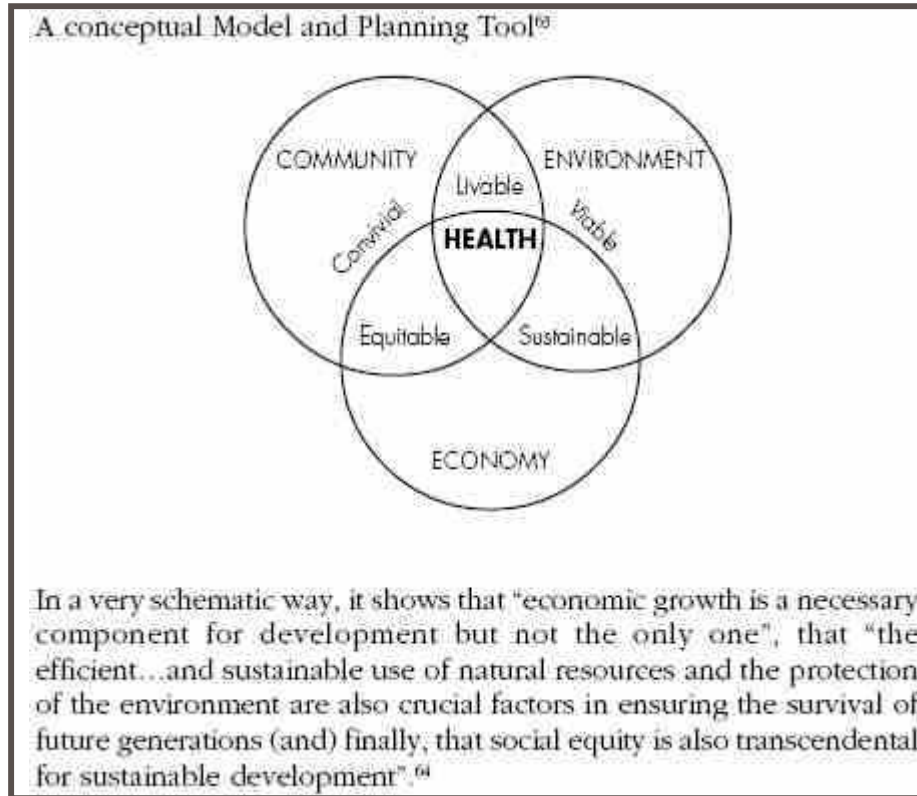 A conceptual Model and Planning Tool⁶³
COMMUNITY
ENVIRONMENT
Livable
Convivial
Viable
HEALTH
Equitable
Sustainable
ECONOMY
In a very schematic way, it shows that “economic growth is a necessary
component for development but not the only one”, that “the
efficient...and sustainable use of natural resources and the protection
of the environment are also crucial factors in ensuring the survival of
future generations (and) finally, that social equity is also transcendental
for sustainable development”.⁶⁴